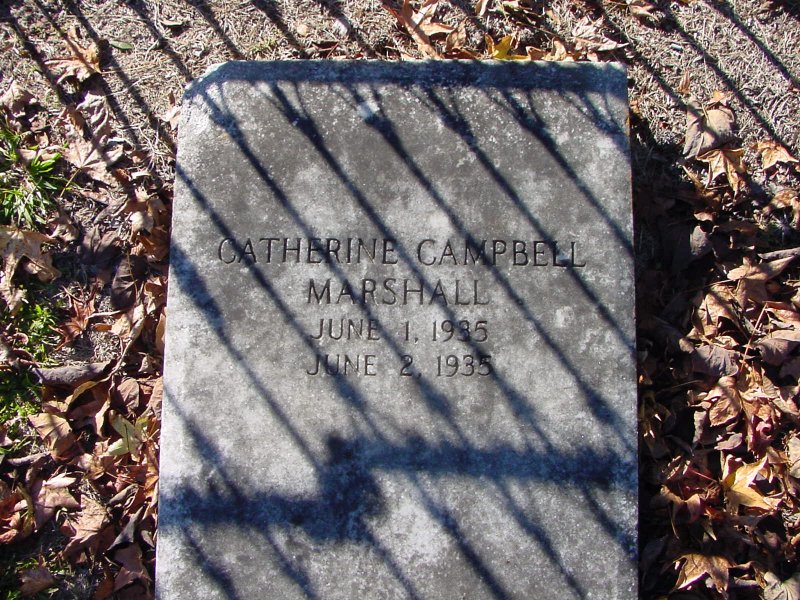 CATHERINE CAMPBELL
MARSHALL
JUNE 1, 1935
JUNE 2, 1935